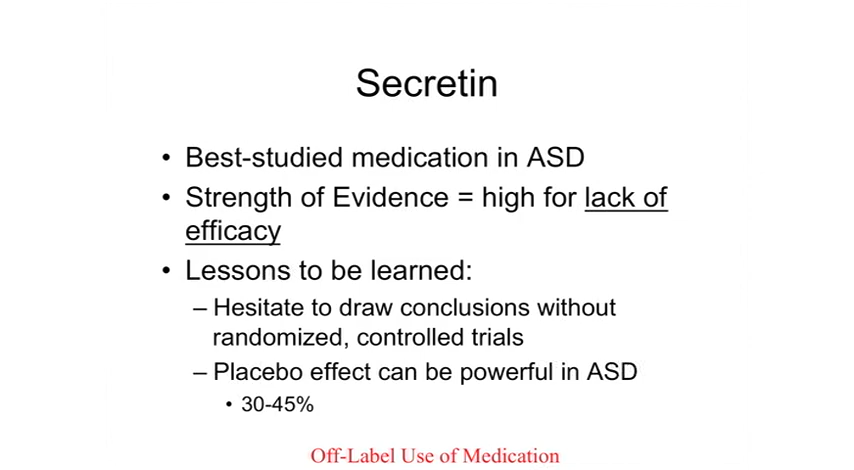 Secretin
• Best-studied medication in ASD
• Strength of Evidence = high for lack of
efficacy
• Lessons to be learned:
– Hesitate to draw conclusions without
randomized, controlled trials
– Placebo effect can be powerful in ASD
• 30-45%
Off-Label Use of Medication